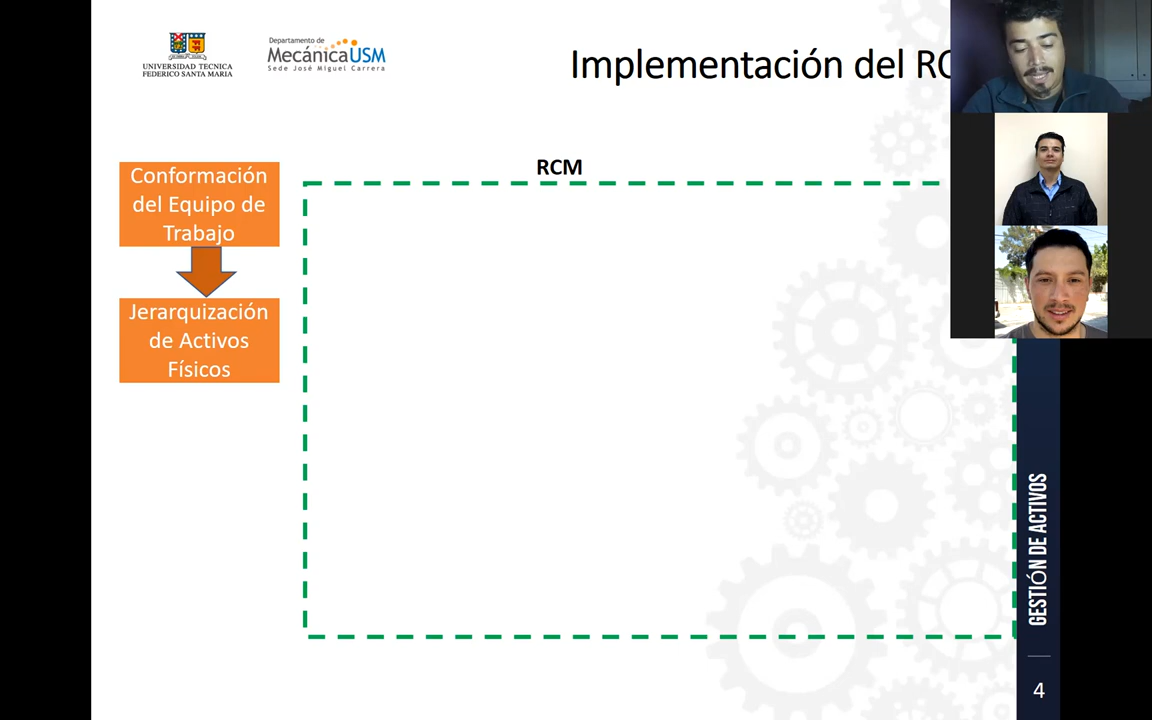 UNIVERSIDAD TECNICA
FEDERICO SANTA MARIA
Departamento de
MecánicaUSM
Sede José Miguel Carrera
Implementación del
RCM
Conformación
del Equipo de
Trabajo
Jerarquización
de Activos
Físicos
GESTIÓN DE ACTIVOS
4